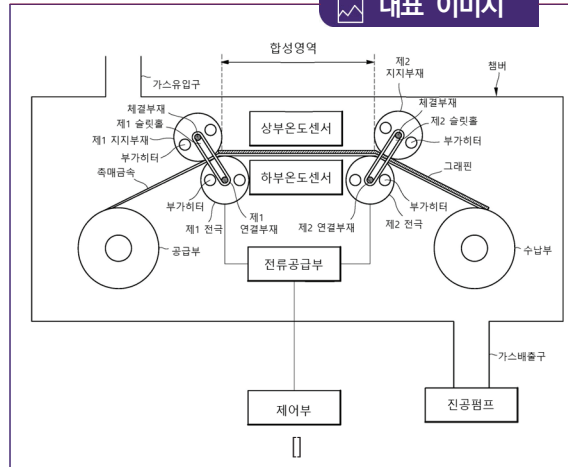 대표 이미지
합성영역
가스유입구
제2
지지부재
챔버
체결부재
제1 슬릿홀
제1 지지부재
부가히터
촉매금속
상부온도센서
하부온도센서
체결부재
제2 슬릿홀
부가히터
그래핀
부가히터
제1 전극
제1
연결부재
제2 연결부재
부가히터
제2 전극
공급부
전류공급부
수납부
가스배출구
제어부
진공펌프
[]